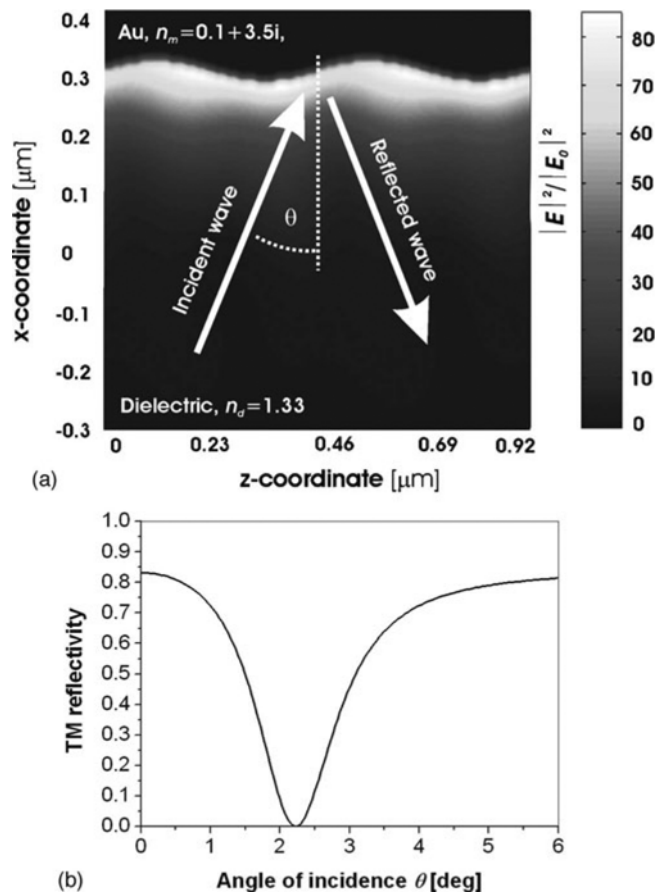 0.4
0.3
0.2
0.1
0
-0.1
-0.2
-0.3
x-coordinate [μm]
Au, n_m=0.1+3.5i,
Incident wave
θ
Reflected wave
Dielectric, n_d=1.33
0 0.23 0.46 0.69 0.92
z-coordinate [μm]
(a)
|E|²/|E₀|²
80
70
60
50
40
30
20
10
0
1.0
0.9
0.8
0.7
0.6
0.5
0.4
0.3
0.2
0.1
0.0
TM reflectivity
0 1 2 3 4 5 6
Angle of incidence θ [deg]
(b)